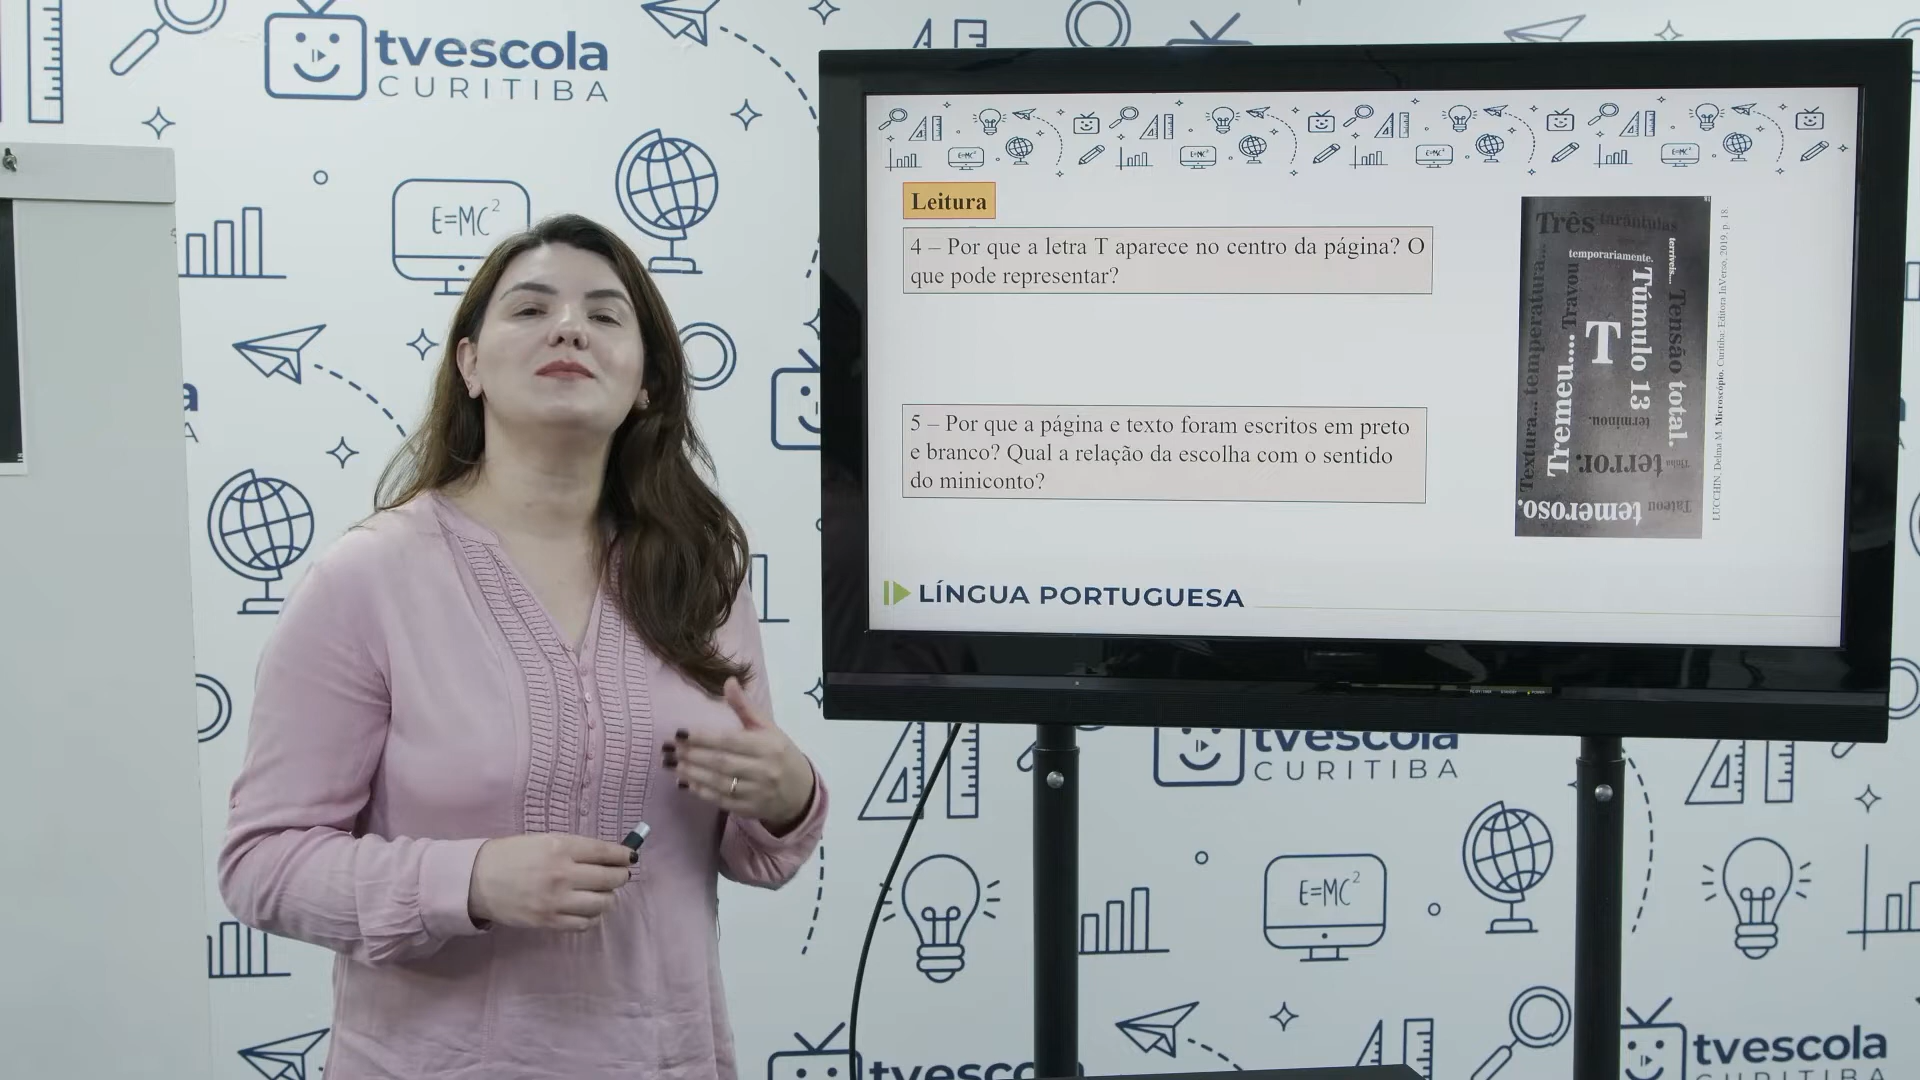 tvescola
CURITIBA
E=MC²
Leitura
4 – Por que a letra T aparece no centro da página? O
que pode representar?
5 – Por que a página e texto foram escritos em preto
e branco? Qual a relação da escolha com o sentido
do miniconto?
LÍNGUA PORTUGUESA
Três tarântulas
terríveis...
Tensão total.
Tateou
temeroso.
Textura... temperatura...
temporariamente.
Túmulo 13
Tinha
terror.
Tremeu.... Travou
terminou.
T
LUCCHIN, Delma M. Microscópio. Curitiba: Editora InVerso, 2019, p.18.
tvescola
CURITIBA
E=MC²
tvescola
tvescola
CURITIBA